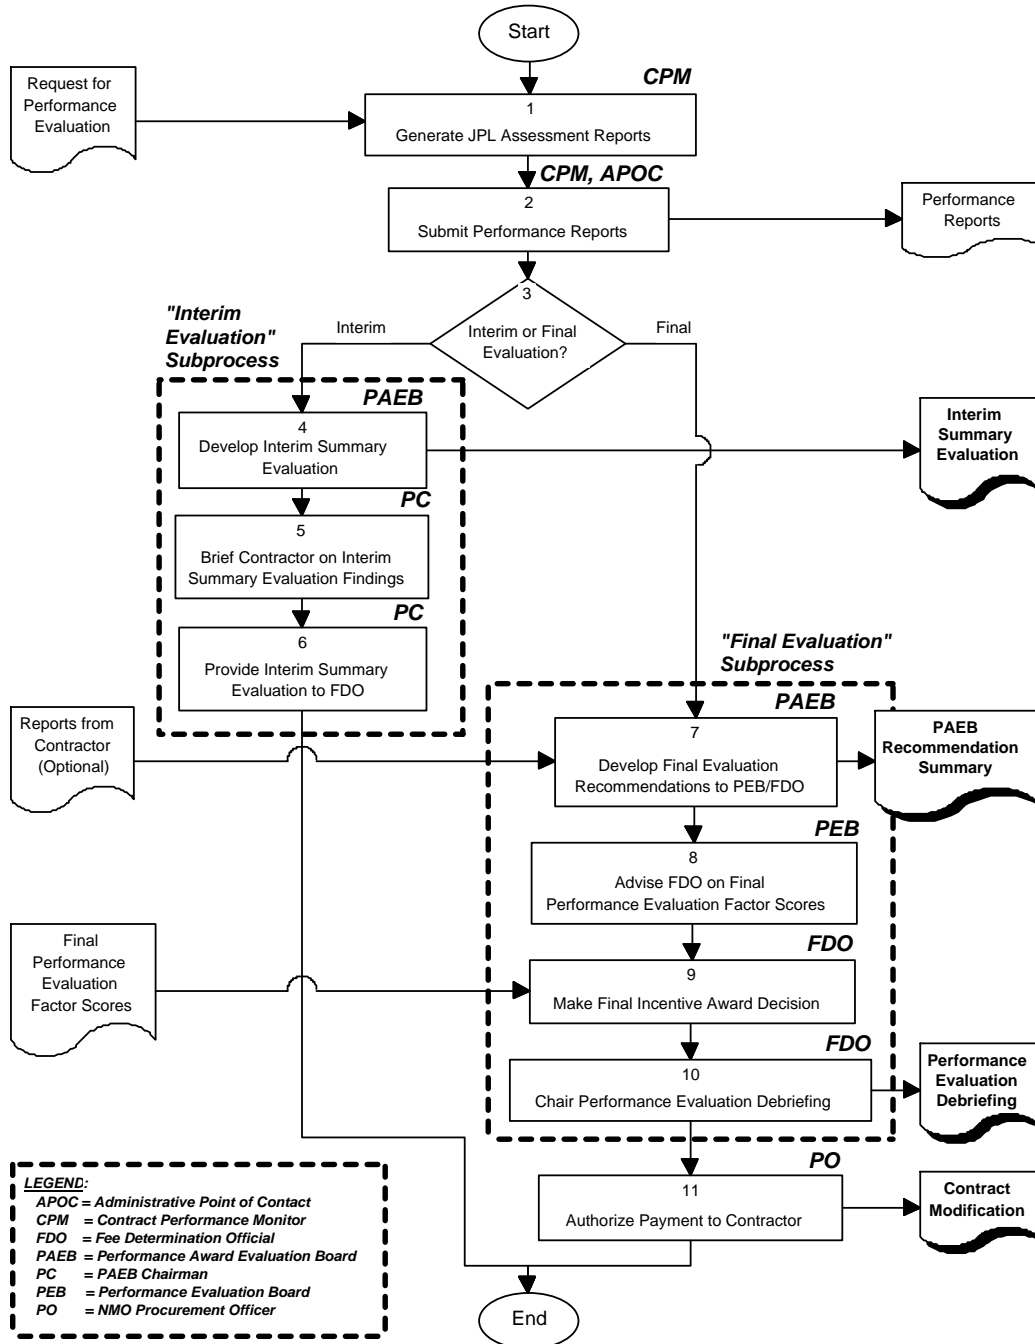 Start
CPM
Request for
Performance
Evaluation
1
Generate JPL Assessment Reports
CPM, APOC
2
Submit Performance Reports
Performance
Reports
3
Interim or Final
Evaluation?
Interim
Final
"Interim
Evaluation"
Subprocess
PAEB
4
Develop Interim Summary
Evaluation
Interim
Summary
Evaluation
PC
5
Brief Contractor on Interim
Summary Evaluation Findings
PC
6
Provide Interim Summary
Evaluation to FDO
"Final Evaluation"
Subprocess
PAEB
Reports from
Contractor
(Optional)
7
Develop Final Evaluation
Recommendations to PEB/FDO
PAEB
Recommendation
Summary
PEB
8
Advise FDO on Final
Performance Evaluation Factor Scores
FDO
Final
Performance
Evaluation
Factor Scores
9
Make Final Incentive Award Decision
FDO
10
Chair Performance Evaluation Debriefing
Performance
Evaluation
Debriefing
PO
11
Authorize Payment to Contractor
Contract
Modification
LEGEND:
APOC = Administrative Point of Contact
CPM = Contract Performance Monitor
FDO = Fee Determination Official
PAEB = Performance Award Evaluation Board
PC = PAEB Chairman
PEB = Performance Evaluation Board
PO = NMO Procurement Officer
End